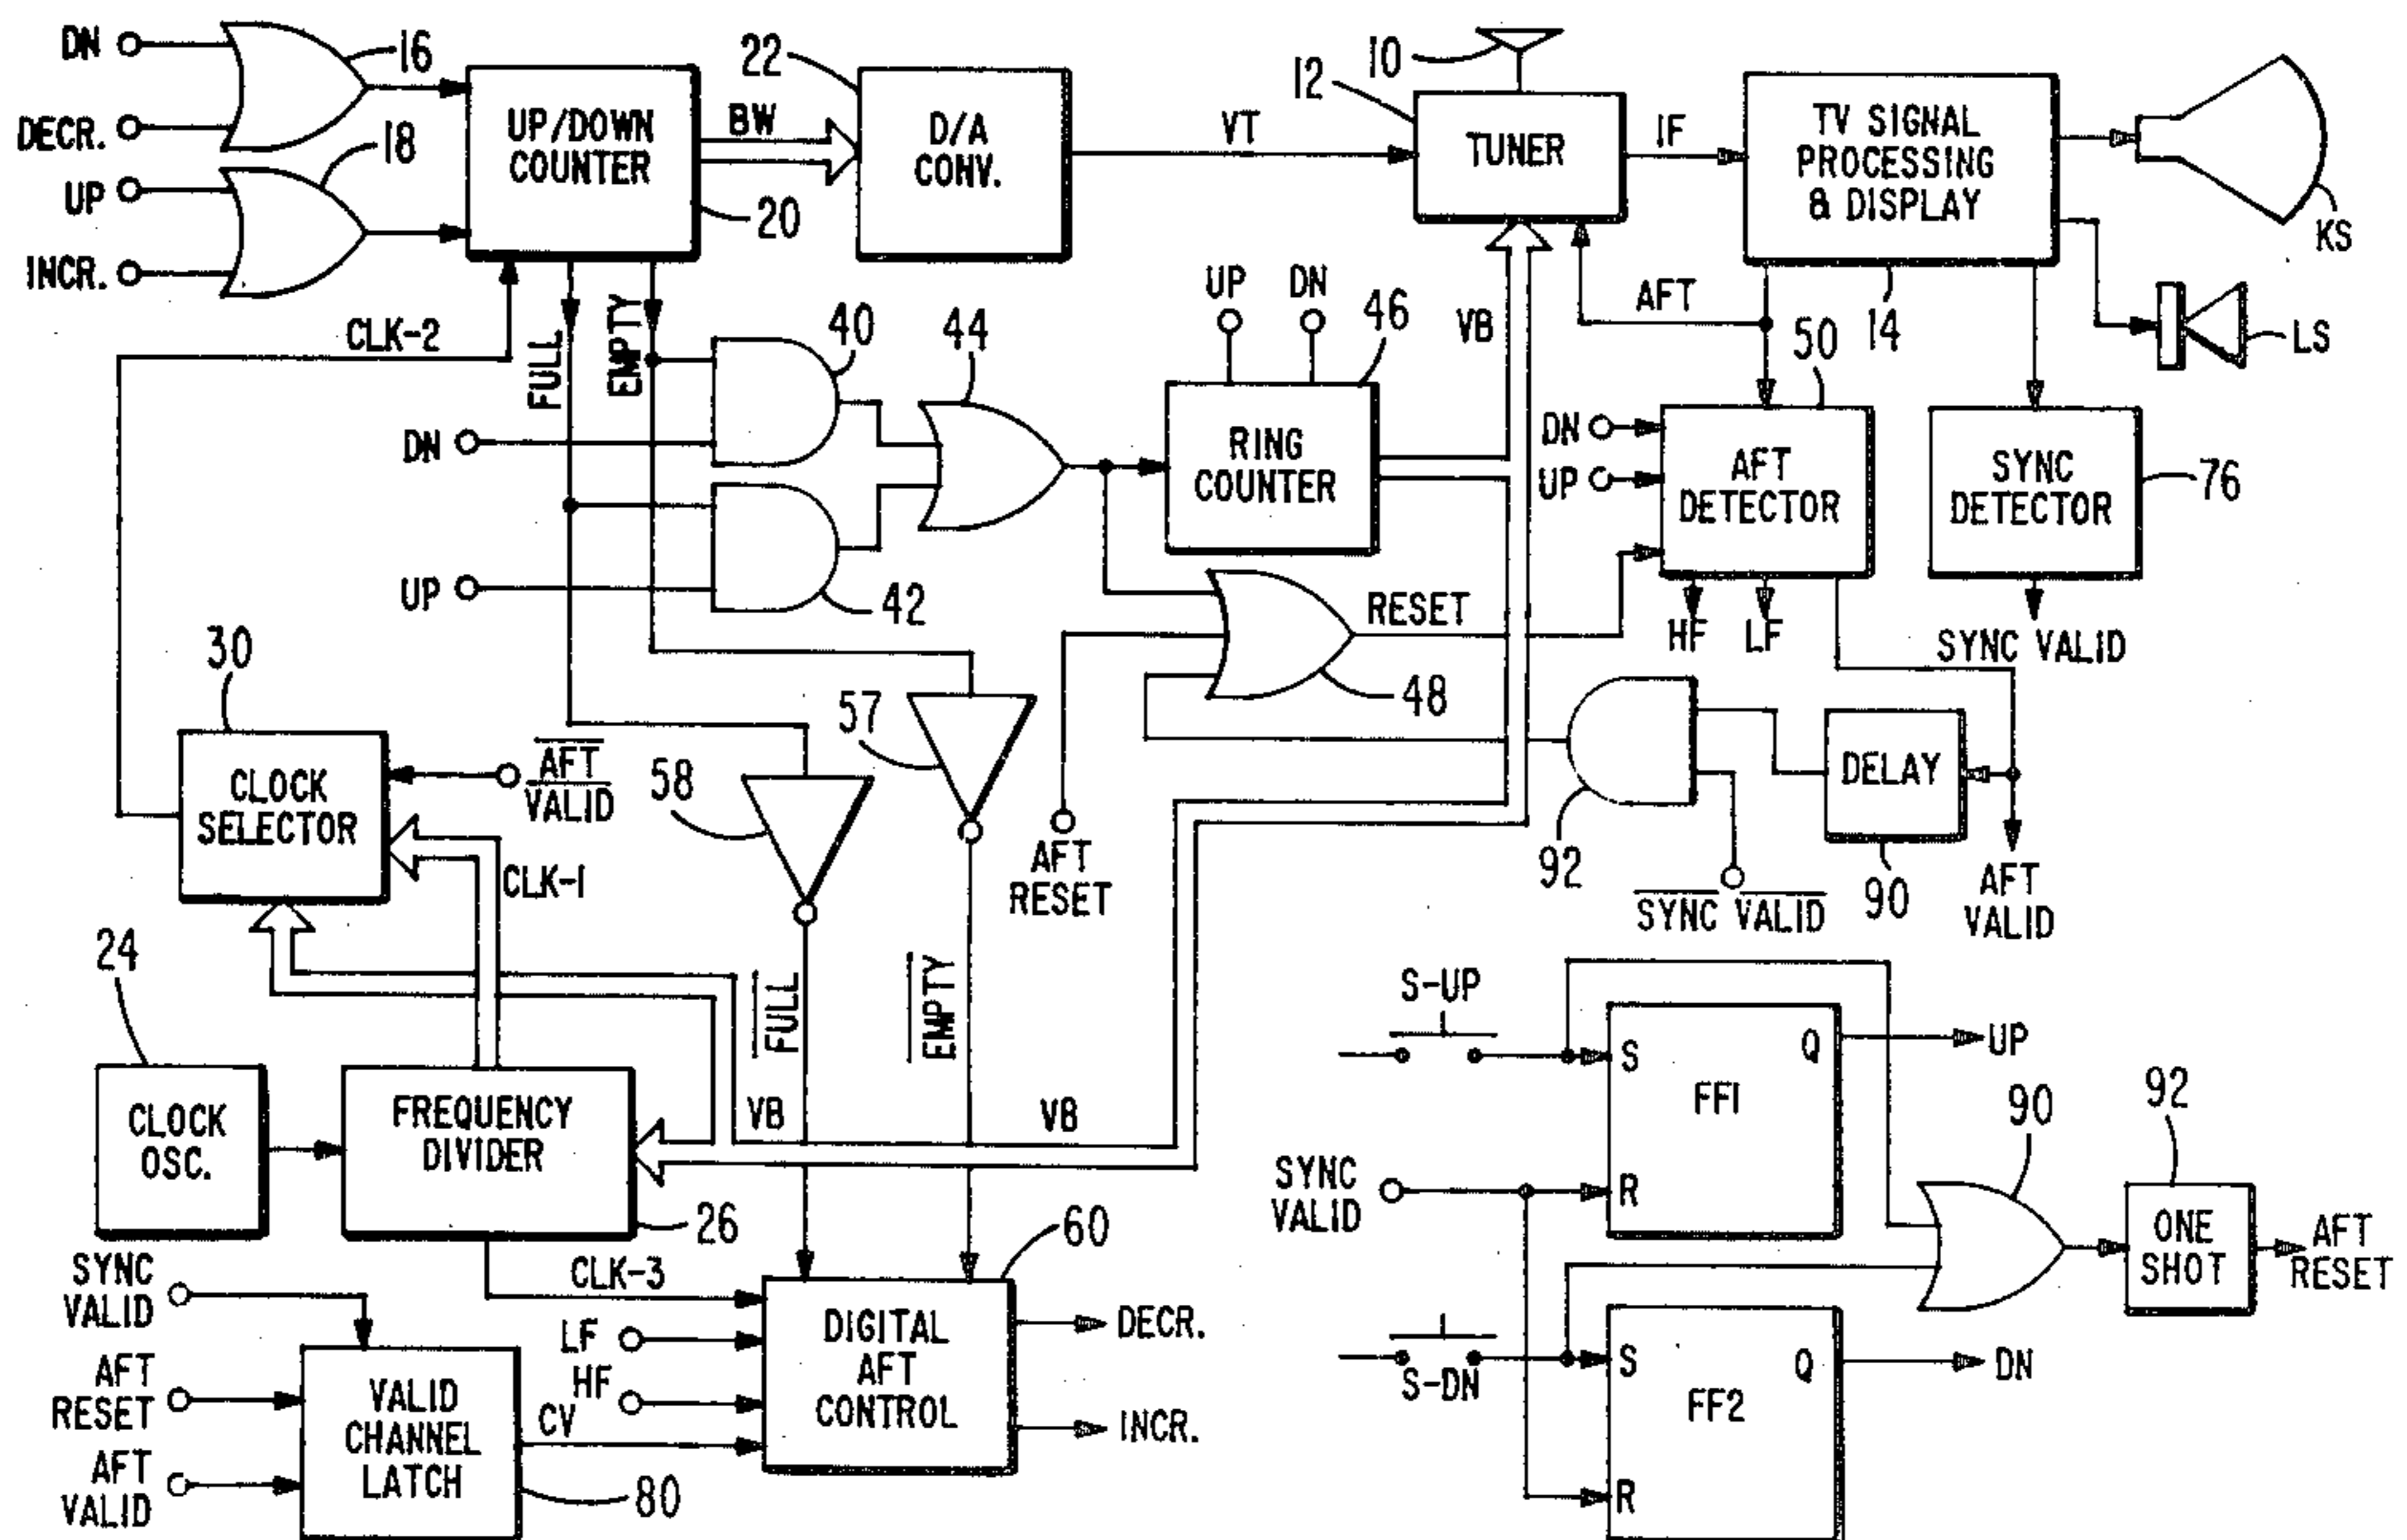 DN
DECR.
UP
INCR.
16
18
UP/DOWN
COUNTER
20
BW
22
D/A
CONV.
VT
10
12
TUNER
IF
TV SIGNAL
PROCESSING
& DISPLAY
14
KS
LS
CLK-2
FULL
EMPTY
40
DN
42
UP
44
UP
DN
46
RING
COUNTER
VB
AFT
50
DN
UP
AFT
DETECTOR
HF
LF
SYNC
DETECTOR
76
SYNC VALID
RESET
48
30
CLOCK
SELECTOR
AFT
VALID
CLK-1
58
57
AFT
RESET
92
SYNC VALID
DELAY
90
AFT
VALID
24
CLOCK
OSC.
FREQUENCY
DIVIDER
26
FULL
EMPTY
VB
VB
CLK-3
60
SYNC
VALID
AFT
RESET
AFT
VALID
VALID
CHANNEL
LATCH
80
CV
LF
HF
DIGITAL
AFT
CONTROL
DECR.
INCR.
S-UP
S
Q
UP
FF1
R
SYNC
VALID
S-DN
S
Q
DN
FF2
R
90
92
ONE
SHOT
AFT
RESET